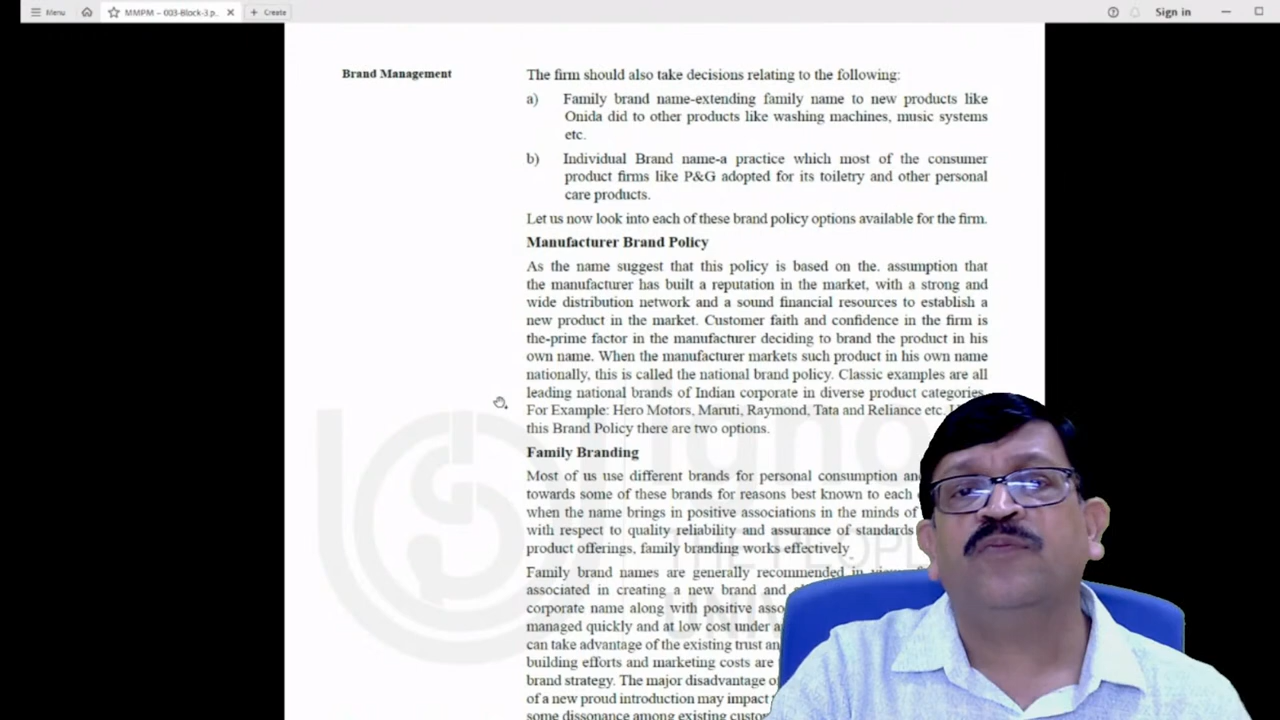 Menu
MMPM – 003-Block-3.p...
Create
Sign in
Brand Management
The firm should also take decisions relating to the following:
a) Family brand name-extending family name to new products like
Onida did to other products like washing machines, music systems
etc.
b) Individual Brand name-a practice which most of the consumer
product firms like P&G adopted for its toiletry and other personal
care products.
Let us now look into each of these brand policy options available for the firm.
Manufacturer Brand Policy
As the name suggest that this policy is based on the. assumption that
the manufacturer has built a reputation in the market, with a strong and
wide distribution network and a sound financial resources to establish a
new product in the market. Customer faith and confidence in the firm is
the-prime factor in the manufacturer deciding to brand the product in his
own name. When the manufacturer markets such product in his own name
nationally, this is called the national brand policy. Classic examples are all
leading national brands of Indian corporate in diverse product categories.
For Example: Hero Motors, Maruti, Raymond, Tata and Reliance etc.
this Brand Policy there are two options.
Family Branding
Most of us use different brands for personal consumption and
towards some of these brands for reasons best known to each
when the name brings in positive associations in the minds of
with respect to quality reliability and assurance of standards
product offerings, family branding works effectively
Family brand names are generally recommended in
associated in creating a new brand and
corporate name along with positive
managed quickly and at low cost under
can take advantage of the existing trust
building efforts and marketing costs are
brand strategy. The major disadvantage
of a new proud introduction may impact
some dissonance among existing
ignou
THE PEOPLE